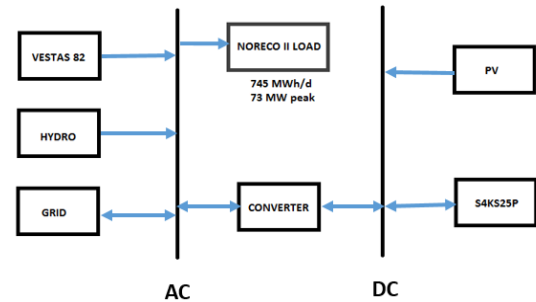 VESTAS 82
NORECO II LOAD
745 MWh/d
73 MW peak
PV
HYDRO
GRID
CONVERTER
S4KS25P
AC
DC